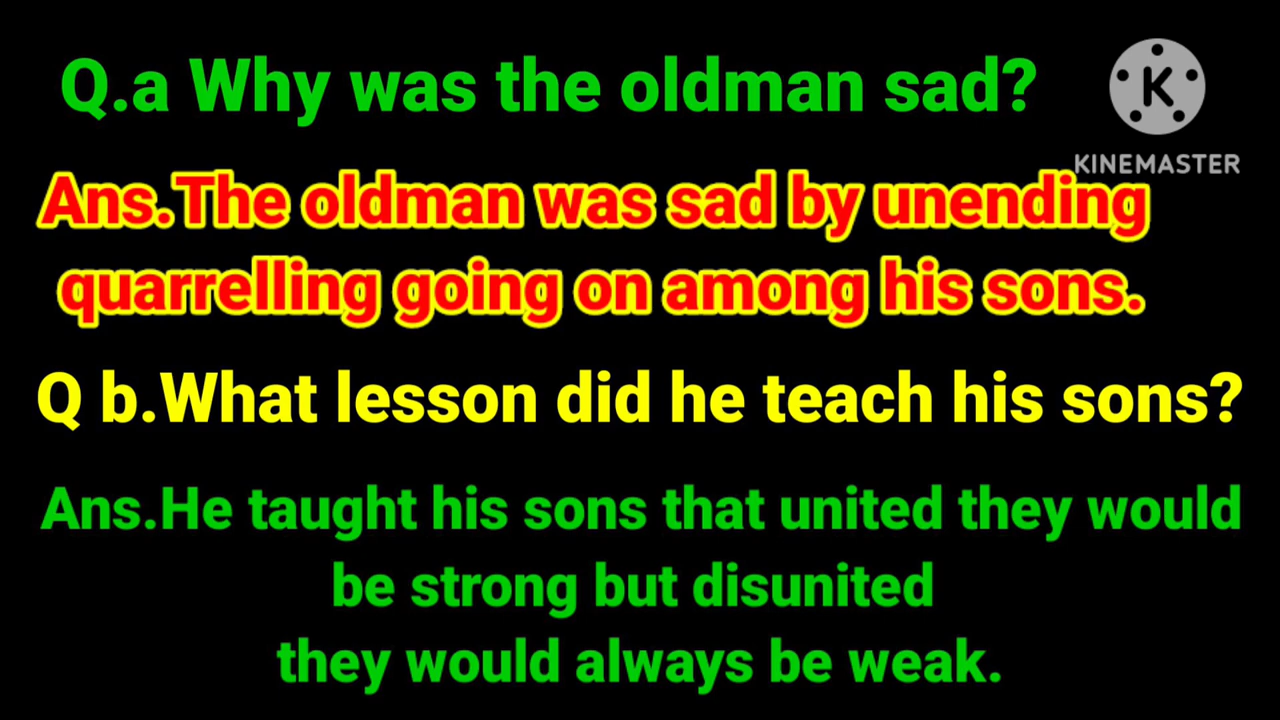 Q.a Why was the oldman sad?
K
KINEMASTER
Ans.The oldman was sad by unending
quarrelling going on among his sons.
Q b.What lesson did he teach his sons?
Ans.He taught his sons that united they would
be strong but disunited
they would always be weak.